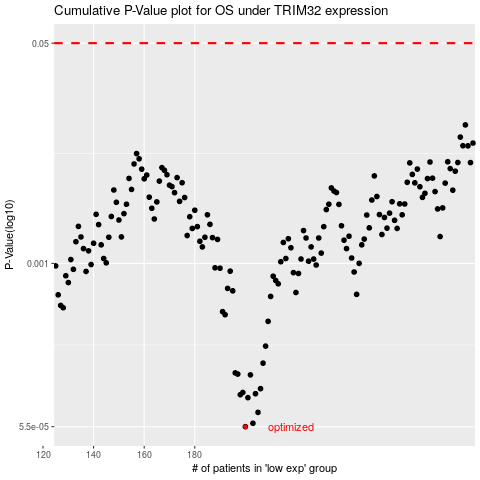 Cumulative P-Value plot for OS under TRIM32 expression
0.05
P-Value(log10)
0.001
optimized
5.5e-05
120 140 160 180
# of patients in 'low exp' group